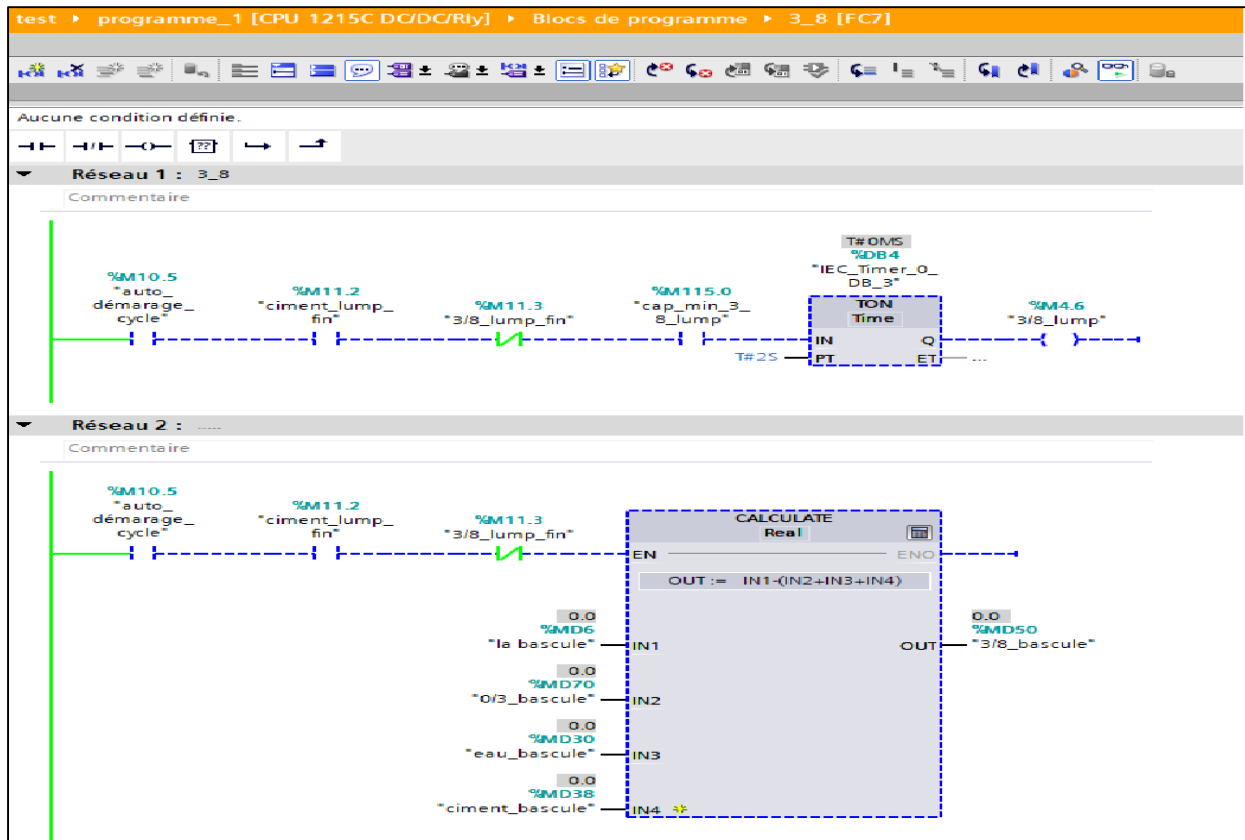 test ▸ programme_1 [CPU 1215C DC/DC/Rly] ▸ Blocs de programme ▸ 3_8 [FC7]
Aucune condition définie.
??
Réseau 1 : 3_8
Commentaire
T#0MS
%DB4
"IEC_Timer_0_
DB_3"
%M10.5
"auto_
démarage_
cycle"
%M11.2
"ciment_lump_
fin"
%M11.3
"3/8_lump_fin"
%M115.0
"cap_min_3_
8_lump"
TON
Time
%M4.6
"3/8_lump"
IN
Q
T#2S
PT
ET
...
Réseau 2 : .....
Commentaire
%M10.5
"auto_
démarage_
cycle"
%M11.2
"ciment_lump_
fin"
%M11.3
"3/8_lump_fin"
CALCULATE
Real
EN
ENO
OUT := IN1-(IN2+IN3+IN4)
0.0
%MD6
"la bascule"
IN1
0.0
%MD50
"3/8_bascule"
OUT
0.0
%MD70
"0/3_bascule"
IN2
0.0
%MD30
"eau_bascule"
IN3
0.0
%MD38
"ciment_bascule"
IN4